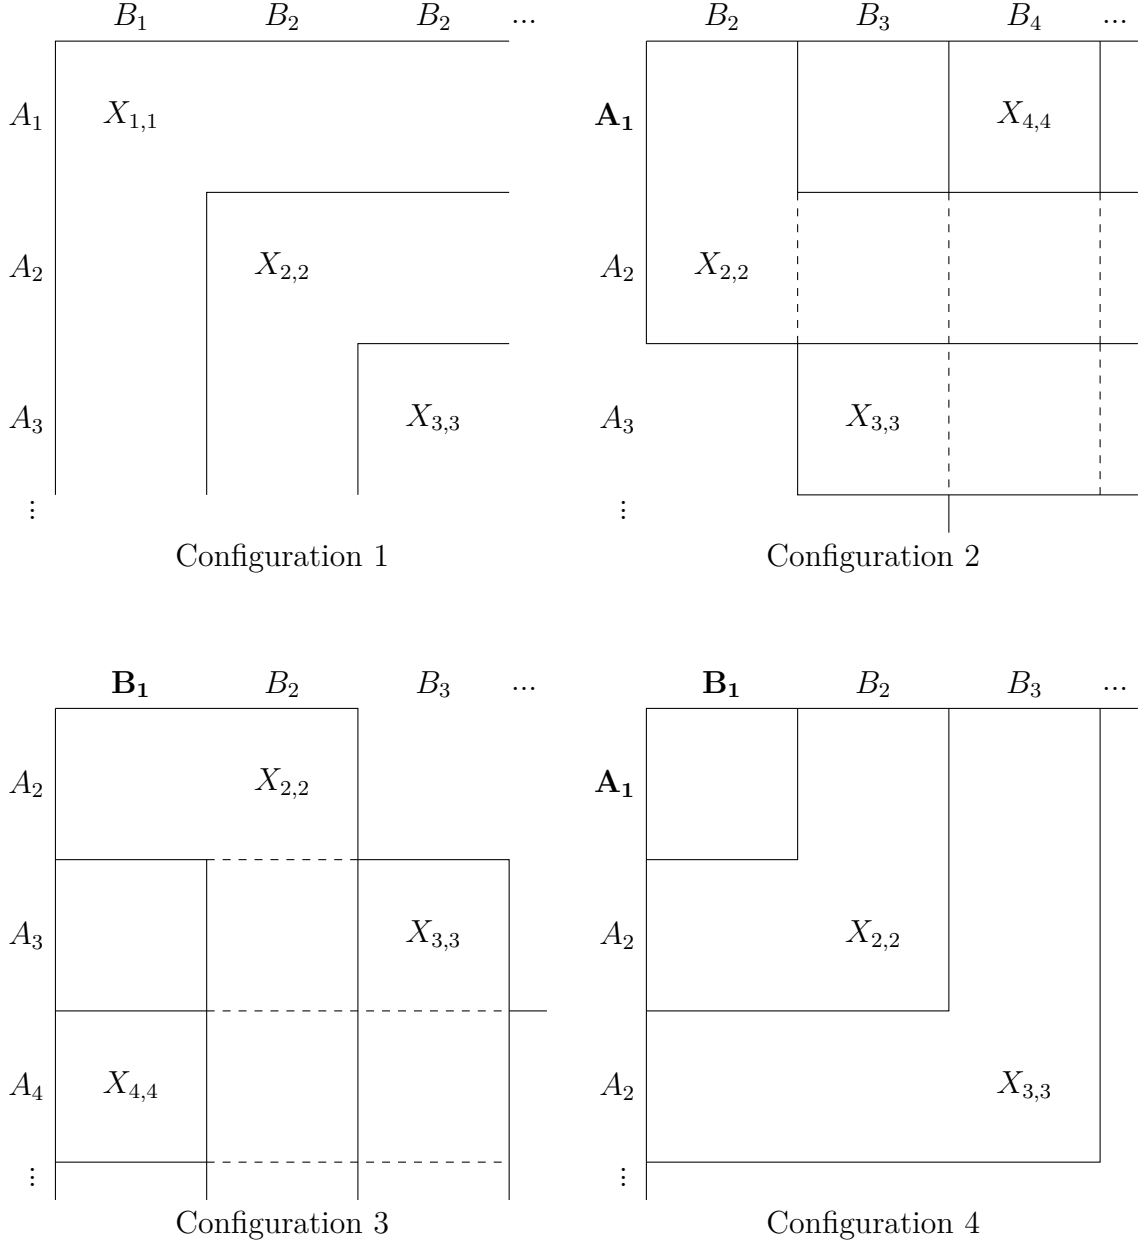 B₁ B₂ B₂ ...
A₁ X₁,₁
A₂ X₂,₂
A₃ X₃,₃
⋮
Configuration 1
B₂ B₃ B₄ ...
A₁ X₄,₄
A₂ X₂,₂
A₃ X₃,₃
⋮
Configuration 2
B₁ B₂ B₃ ...
A₂ X₂,₂
A₃ X₃,₃
A₄ X₄,₄
⋮
Configuration 3
B₁ B₂ B₃ ...
A₁
A₂ X₂,₂
A₂ X₃,₃
⋮
Configuration 4